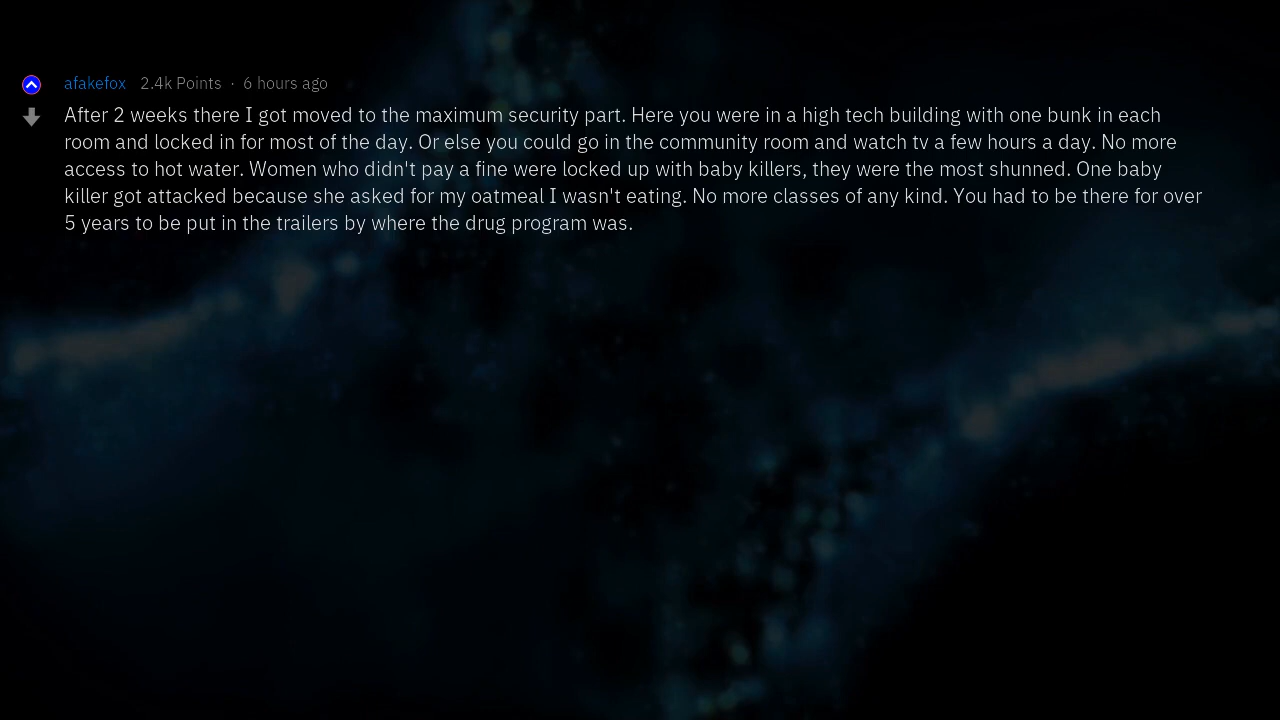 afakefox 2.4k Points · 6 hours ago
After 2 weeks there I got moved to the maximum security part. Here you were in a high tech building with one bunk in each
room and locked in for most of the day. Or else you could go in the community room and watch tv a few hours a day. No more
access to hot water. Women who didn't pay a fine were locked up with baby killers, they were the most shunned. One baby
killer got attacked because she asked for my oatmeal I wasn't eating. No more classes of any kind. You had to be there for over
5 years to be put in the trailers by where the drug program was.